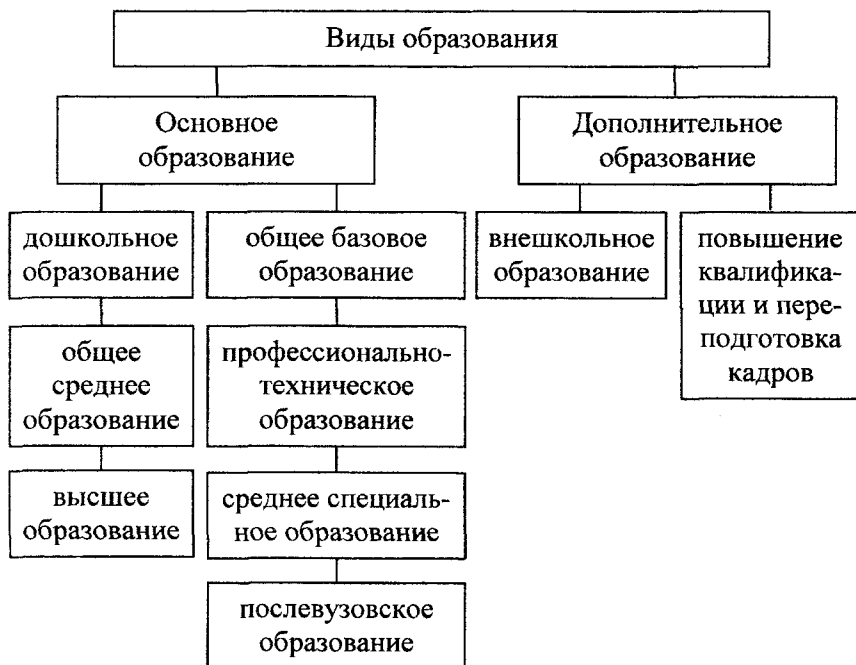 Виды образования
Основное
образование
Дополнительное
образование
дошкольное
образование
общее базовое
образование
внешкольное
образование
повышение
квалифика-
ции и пере-
подготовка
кадров
общее
среднее
образование
профессионально-
техническое
образование
высшее
образование
среднее специаль-
ное образование
послевузовское
образование